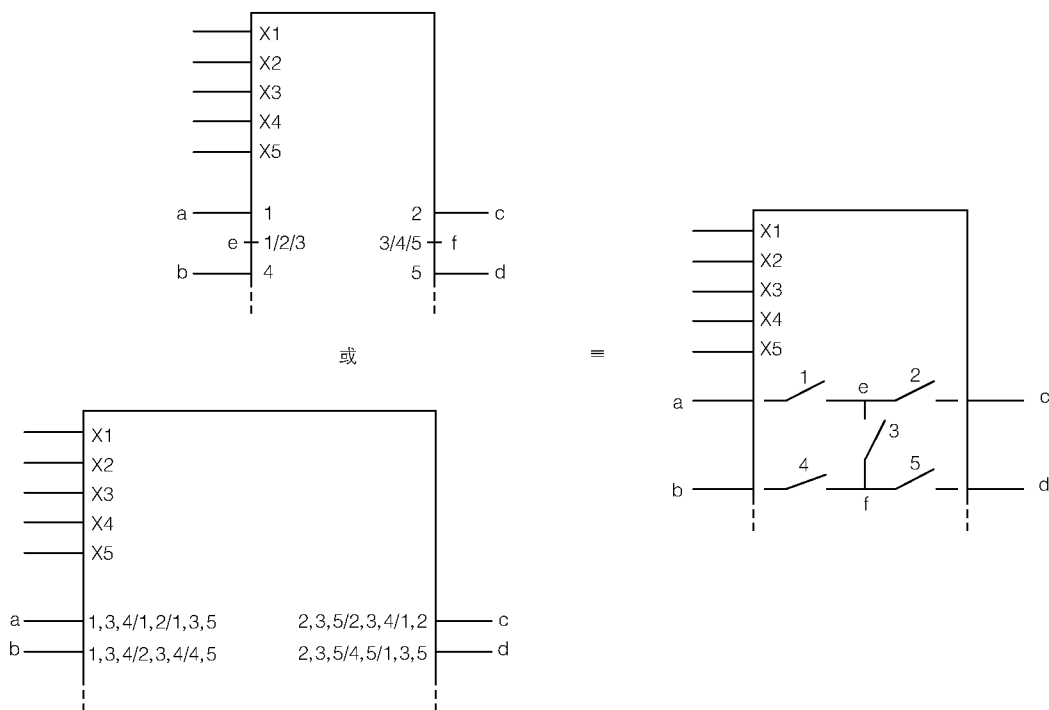 X1
X2
X3
X4
X5
a 1 2 c
e 1/2/3 3/4/5 f
b 4 5 d
或
≡
X1
X2
X3
X4
X5
a 1,3,4/1,2/1,3,5 2,3,5/2,3,4/1,2 c
b 1,3,4/2,3,4/4,5 2,3,5/4,5/1,3,5 d
X1
X2
X3
X4
X5
1 e 2
a c
3
4 5
b d
f